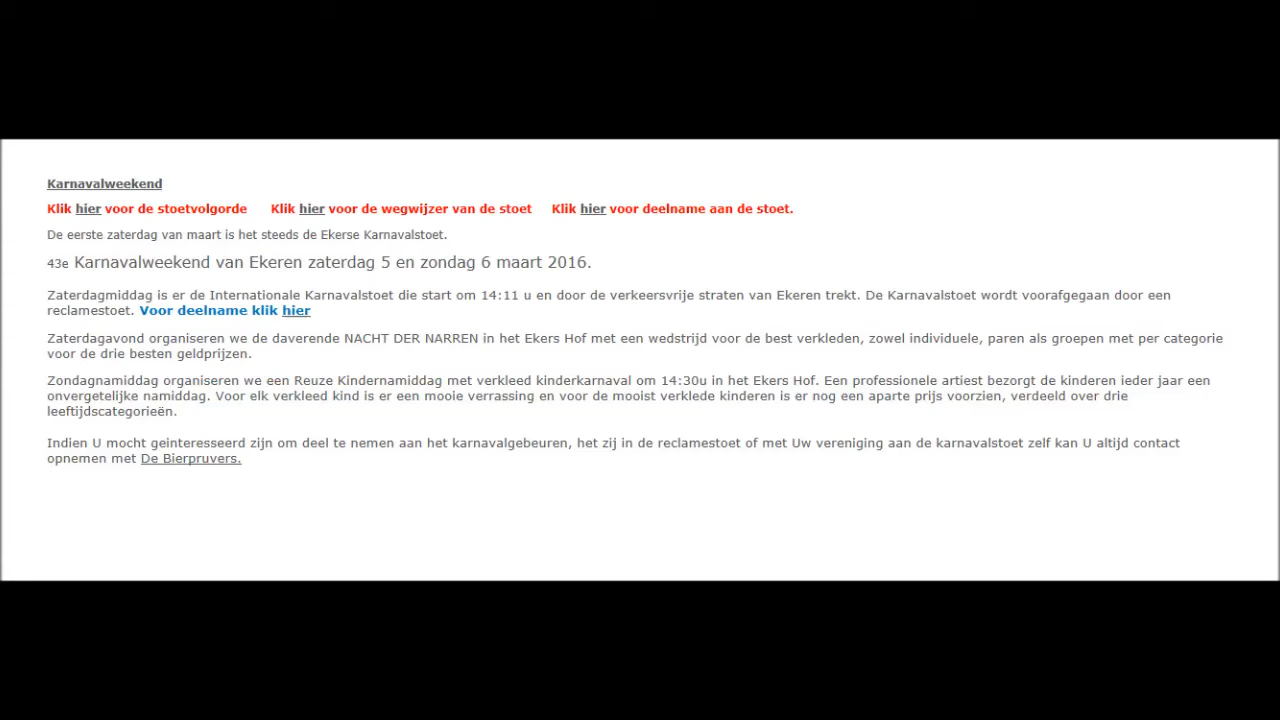 Karnavalweekend
Klik hier voor de stoetvolgorde Klik hier voor de wegwijzer van de stoet Klik hier voor deelname aan de stoet.
De eerste zaterdag van maart is het steeds de Ekerse Karnavalstoet.
43e Karnavalweekend van Ekeren zaterdag 5 en zondag 6 maart 2016.
Zaterdagmiddag is er de Internationale Karnavalstoet die start om 14:11 u en door de verkeersvrije straten van Ekeren trekt. De Karnavalstoet wordt voorafgegaan door een
reclamestoet. Voor deelname klik hier
Zaterdagavond organiseren we de daverende NACHT DER NARREN in het Ekers Hof met een wedstrijd voor de best verkleden, zowel individuele, paren als groepen met per categorie
voor de drie besten geldprijzen.
Zondagnamiddag organiseren we een Reuze Kindernamiddag met verkleed kinderkarnaval om 14:30u in het Ekers Hof. Een professionele artiest bezorgt de kinderen ieder jaar een
onvergetelijke namiddag. Voor elk verkleed kind is er een mooie verrassing en voor de mooist verklede kinderen is er nog een aparte prijs voorzien, verdeeld over drie
leeftijdscategorieën.
Indien U mocht geinteresseerd zijn om deel te nemen aan het karnavalgebeuren, het zij in de reclamestoet of met Uw vereniging aan de karnavalstoet zelf kan U altijd contact
opnemen met De Bierpruvers.